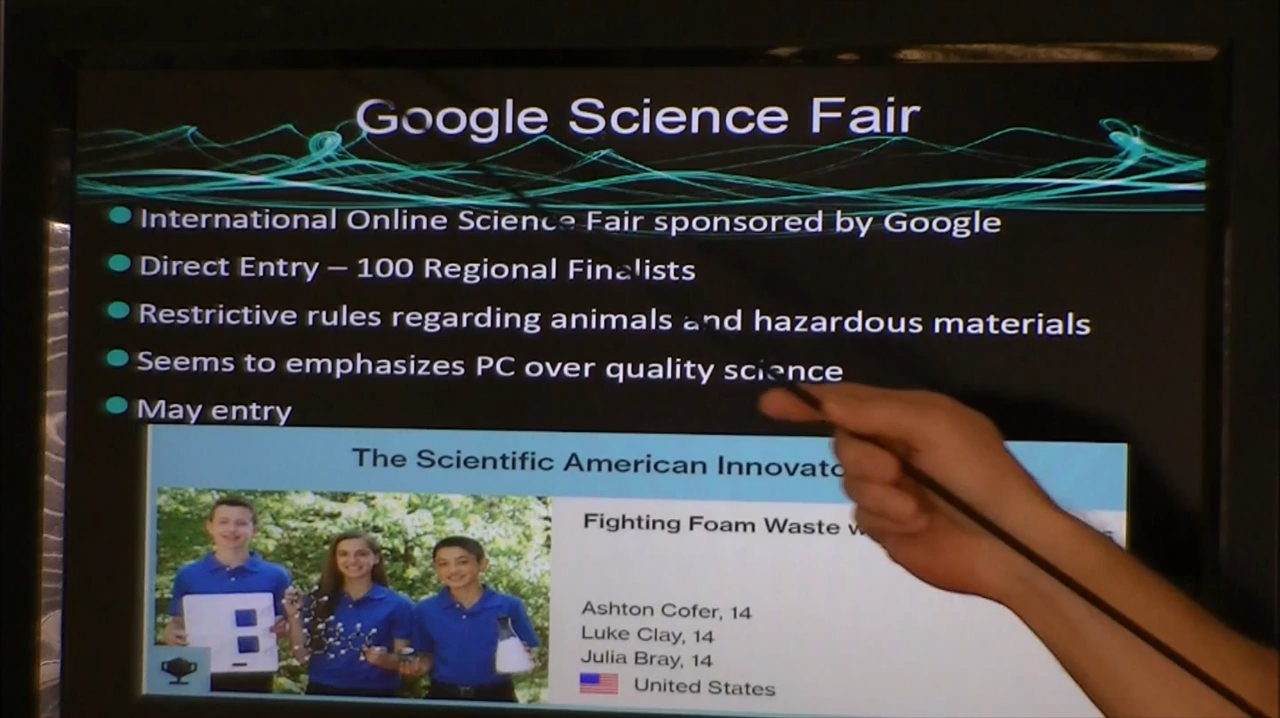 Google Science Fair
International Online Science Fair sponsored by Google
Direct Entry – 100 Regional Finalists
Restrictive rules regarding animals and hazardous materials
Seems to emphasizes PC over quality science
May entry
The Scientific American
Fighting Foam Waste
Ashton Cofer, 14
Luke Clay, 14
Julia Bray, 14
United States